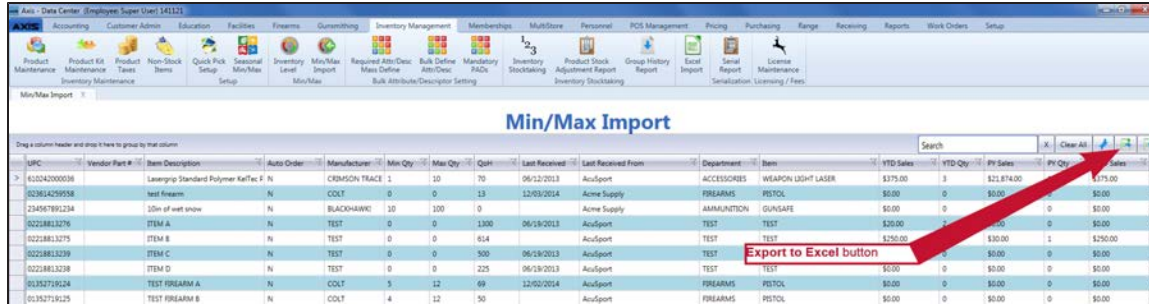 Axis - Data Center (Employee: Super User) 141121
AXIS Accounting Customer Admin Education Facilities Firearms Gunsmithing Inventory Management Memberships MultiStore Personnel POS Management Pricing Purchasing Range Receiving Reports Work Orders Setup
Product Maintenance Product Kit Maintenance Product Taxes Non-Stock Items Quick Pick Setup Seasonal Min/Max Inventory Level Min/Max Import Required Attr/Desc Mass Define Bulk Define Attr/Desc Mandatory PADs Inventory Stocktaking Product Stock Adjustment Report Group History Report Excel Import Serial Report License Maintenance
Inventory Maintenance Setup Min/Max Bulk Attribute/Descriptor Setting Inventory Stocktaking Serialization Licensing / Fees
Min/Max Import X
Min/Max Import
Drag a column header and drop it here to group by that column
Search X Clear All
UPC Vendor Part # Item Description Auto Order Manufacturer Min Qty Max Qty QoH Last Received Last Received From Department Item YTD Sales YTD Qty PY Sales PY Qty Sales
610242000036 Lasergrip Standard Polymer KelTec F N CRIMSON TRACE 1 10 70 06/12/2013 AcuSport ACCESSORIES WEAPON LIGHT LASER $375.00 3 $21,874.00 $375.00
023614259558 test firearm N COLT 0 0 13 12/03/2014 Acme Supply FIREARMS PISTOL $0.00 0 $0.00 $0.00
234567891234 10in of wet snow N BLACKHAWK! 10 100 0 Acme Supply AMMUNITION GUNSAFE $0.00 0 $0.00 0 $0.00
02218813276 ITEM A N TEST 0 0 1300 06/19/2013 AcuSport TEST TEST $20.00 0 $0.00
02218813275 ITEM B N TEST 0 0 614 AcuSport TEST TEST $250.00 $30.00 1 $250.00
Export to Excel button
02218813239 ITEM C N TEST 0 0 500 06/19/2013 AcuSport TEST 0 $0.00 0 $0.00
02218813238 ITEM D N TEST 0 0 225 06/19/2013 AcuSport TEST TEST $0.00 0 $0.00 0 $0.00
01352719124 TEST FIREARM A N COLT 5 12 69 12/02/2014 AcuSport FIREARMS PISTOL $0.00 0 $0.00 0 $0.00
01352719125 TEST FIREARM B N COLT 4 12 50 AcuSport FIREARMS PISTOL $0.00 0 $0.00 0 $0.00